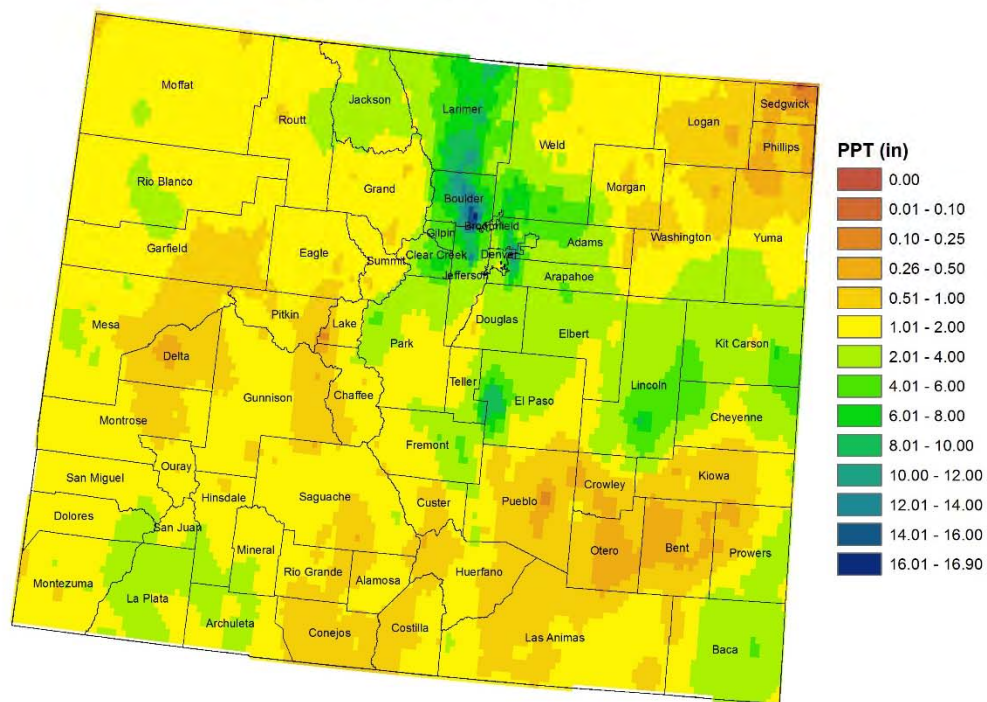 Moffat
Routt
Jackson
Larimer
Weld
Logan
Sedgwick
Phillips
Rio Blanco
Grand
Boulder
Morgan
Broomfield
Gilpin
Garfield
Eagle
Summit
Clear Creek
Denver
Adams
Washington
Yuma
Jefferson
Arapahoe
Mesa
Pitkin
Lake
Park
Douglas
Elbert
Kit Carson
Delta
Gunnison
Chaffee
Teller
El Paso
Lincoln
Cheyenne
Montrose
Fremont
Ouray
San Miguel
Hinsdale
Saguache
Custer
Pueblo
Crowley
Kiowa
Dolores
San Juan
Mineral
Otero
Bent
Prowers
Montezuma
La Plata
Rio Grande
Alamosa
Huerfano
Archuleta
Conejos
Costilla
Las Animas
Baca
PPT (in)
0.00
0.01 - 0.10
0.10 - 0.25
0.26 - 0.50
0.51 - 1.00
1.01 - 2.00
2.01 - 4.00
4.01 - 6.00
6.01 - 8.00
8.01 - 10.00
10.00 - 12.00
12.01 - 14.00
14.01 - 16.00
16.01 - 16.90